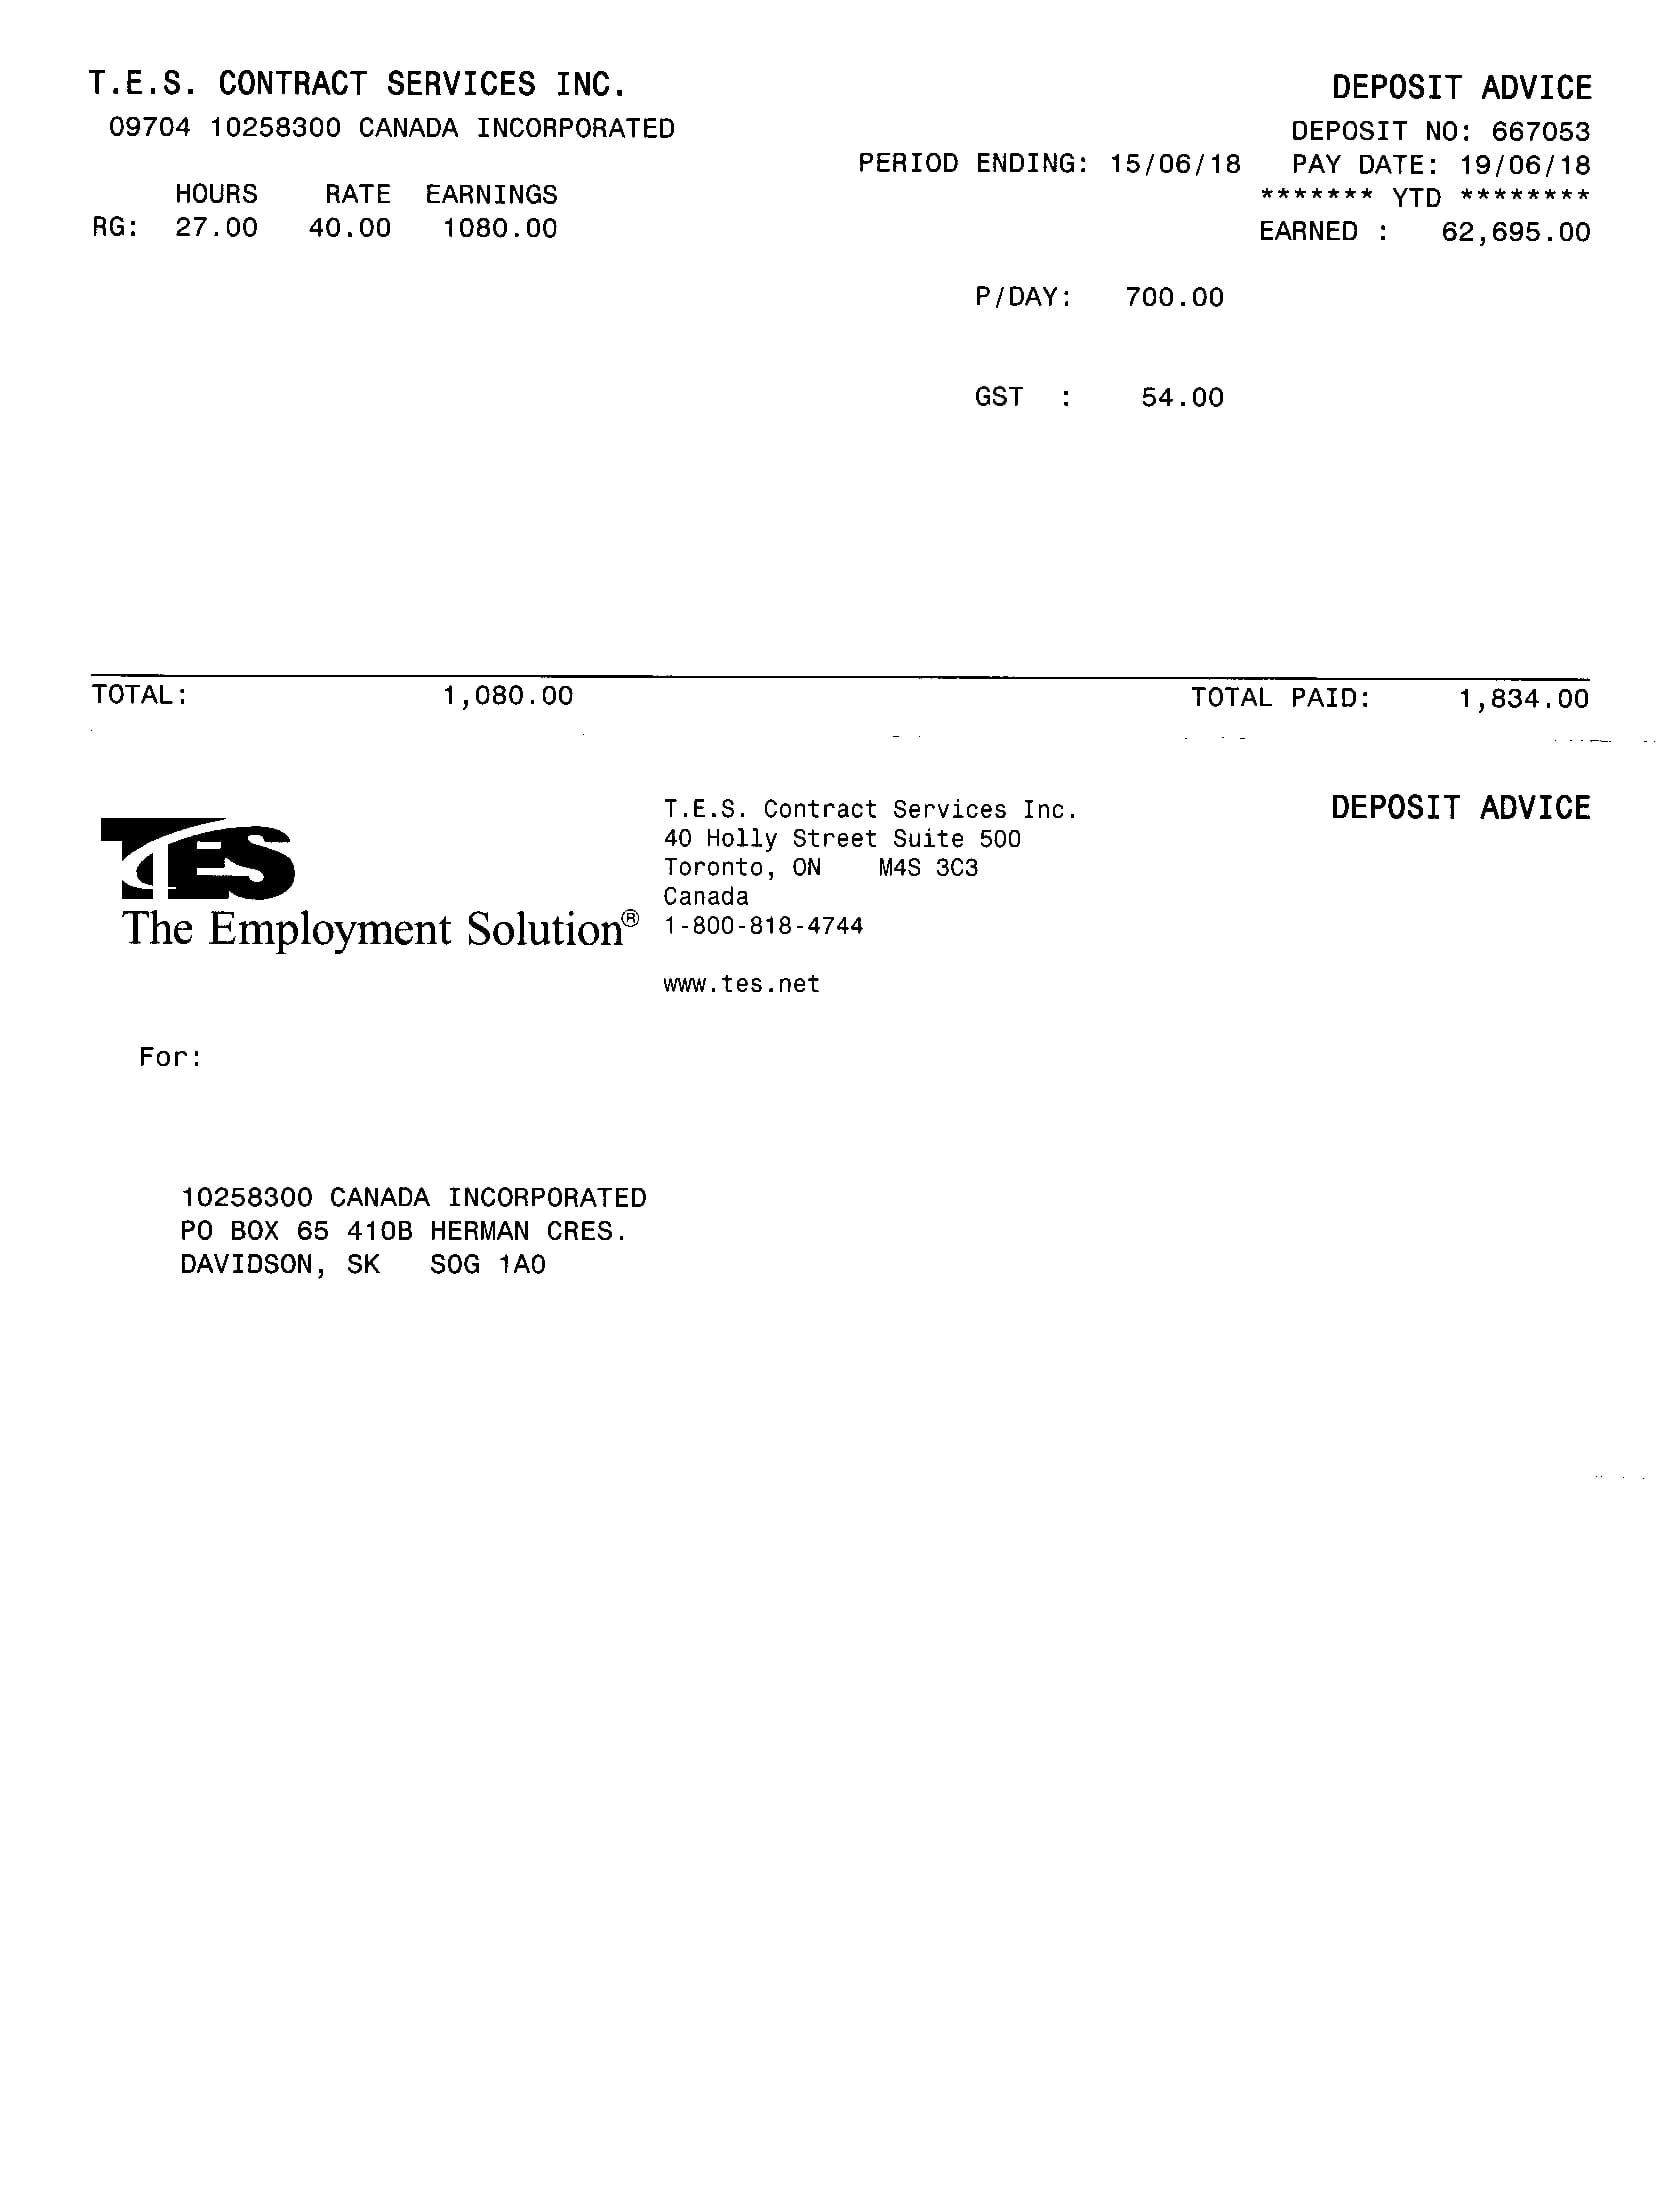 T.E.S. CONTRACT SERVICES INC.
DEPOSIT ADVICE
09704 10258300 CANADA INCORPORATED
DEPOSIT NO: 667053
PERIOD ENDING: 15/06/18 PAY DATE: 19/06/18
HOURS RATE EARNINGS
******* YTD ********
RG: 27.00 40.00 1080.00
EARNED : 62,695.00
P/DAY: 700.00
GST : 54.00
TOTAL: 1,080.00
TOTAL PAID: 1,834.00
TES
The Employment Solution®
T.E.S. Contract Services Inc.
40 Holly Street Suite 500
Toronto, ON M4S 3C3
Canada
1-800-818-4744
www.tes.net
DEPOSIT ADVICE
For:
10258300 CANADA INCORPORATED
PO BOX 65 410B HERMAN CRES.
DAVIDSON, SK S0G 1A0